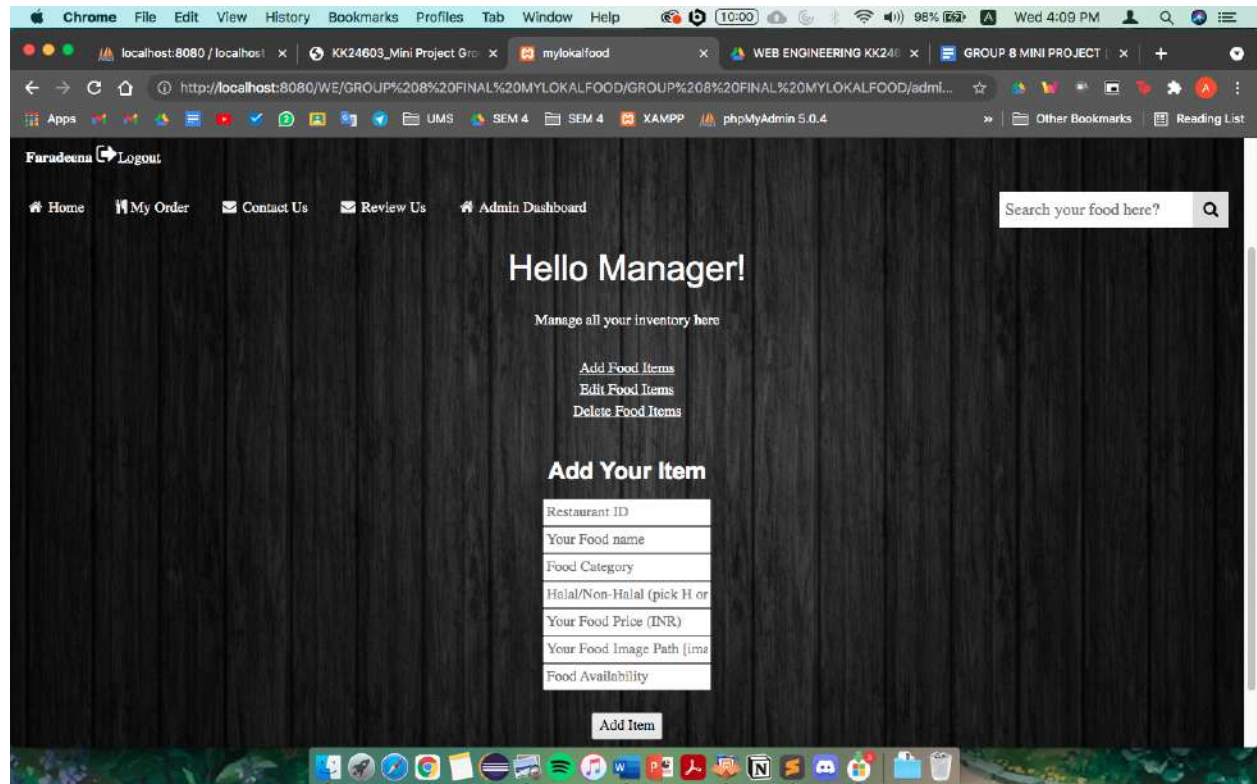 Chrome File Edit View History Bookmarks Profiles Tab Window Help 10:00 98% A Wed 4:09 PM
localhost:8080 / localhost KK24603_Mini Project Gro mylokalfood WEB ENGINEERING KK246 GROUP 8 MINI PROJECT
http://localhost:8080/WE/GROUP%208%20FINAL%20MYLOKALFOOD/GROUP%208%20FINAL%20MYLOKALFOOD/admi...
Apps UMS SEM 4 SEM 4 XAMPP phpMyAdmin 5.0.4 » Other Bookmarks Reading List
Faradeena Logout
Home My Order Contact Us Review Us Admin Dashboard Search your food here?
Hello Manager!
Manage all your inventory here
Add Food Items
Edit Food Items
Delete Food Items
Add Your Item
Restaurant ID
Your Food name
Food Category
Halal/Non-Halal (pick H or
Your Food Price (INR)
Your Food Image Path [ima
Food Availability
Add Item